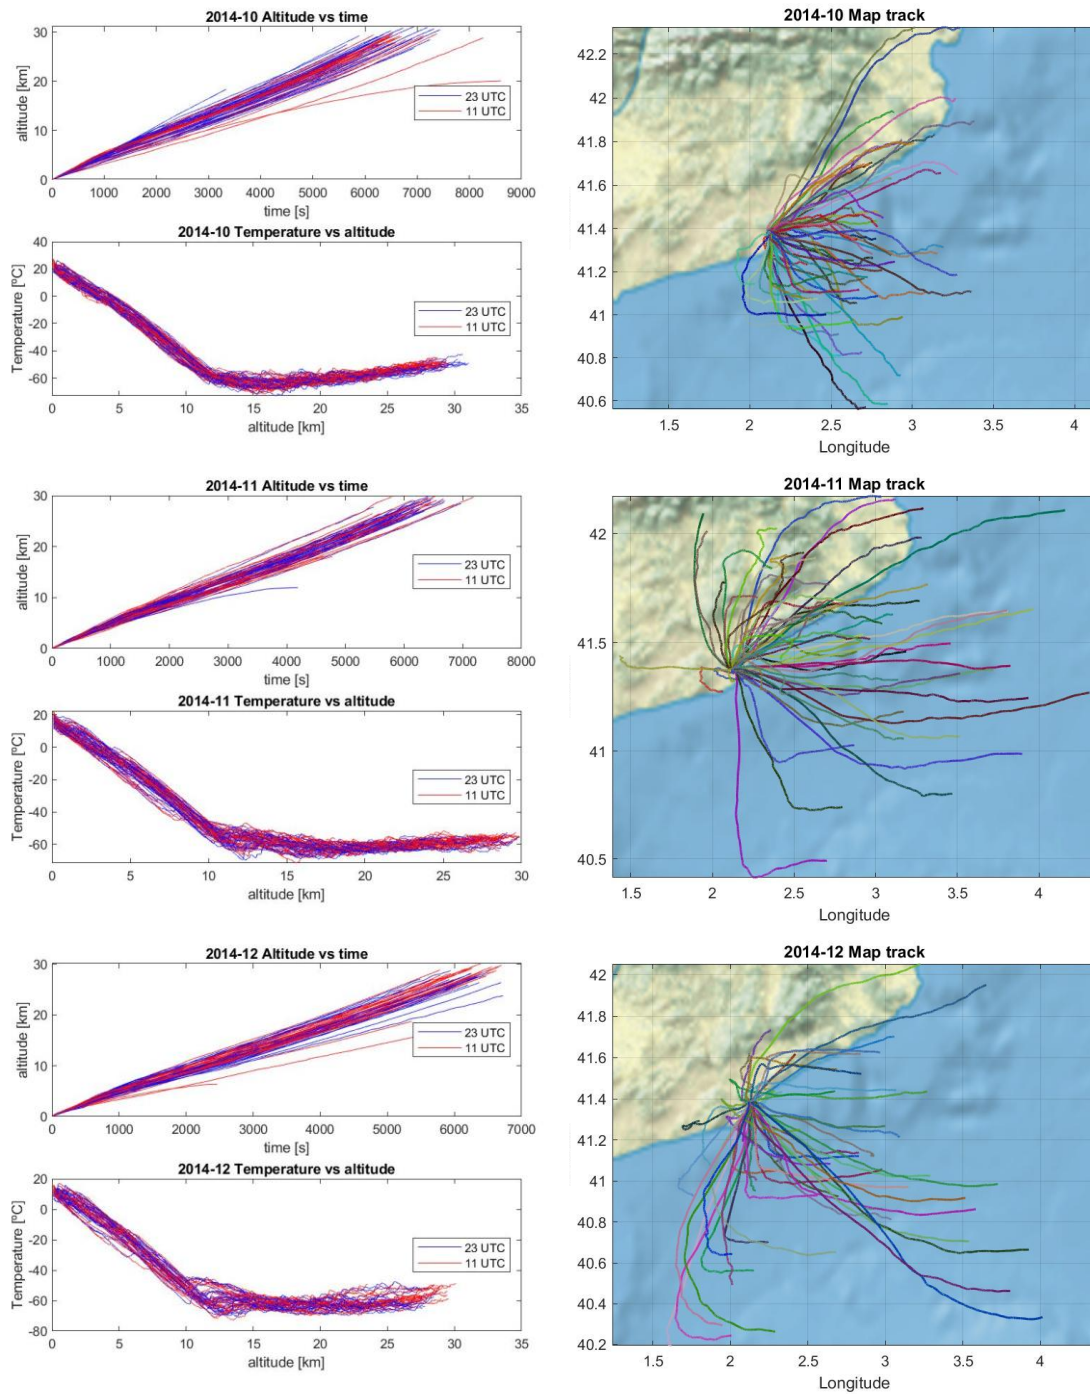 2014-10 Altitude vs time
altitude [km]
30
20
10
0
23 UTC
11 UTC
0 1000 2000 3000 4000 5000 6000 7000 8000 9000
time [s]
2014-10 Temperature vs altitude
Temperature [ºC]
40
20
0
-20
-40
-60
23 UTC
11 UTC
0 5 10 15 20 25 30 35
altitude [km]
2014-10 Map track
42.2
42
41.8
41.6
41.4
41.2
41
40.8
40.6
1.5 2 2.5 3 3.5 4
Longitude
2014-11 Altitude vs time
altitude [km]
30
20
10
0
23 UTC
11 UTC
0 1000 2000 3000 4000 5000 6000 7000 8000
time [s]
2014-11 Temperature vs altitude
Temperature [ºC]
20
0
-20
-40
-60
23 UTC
11 UTC
0 5 10 15 20 25 30
altitude [km]
2014-11 Map track
42
41.5
41
40.5
1.5 2 2.5 3 3.5 4
Longitude
2014-12 Altitude vs time
altitude [km]
30
20
10
0
23 UTC
11 UTC
0 1000 2000 3000 4000 5000 6000 7000
time [s]
2014-12 Temperature vs altitude
Temperature [ºC]
20
0
-20
-40
-60
-80
23 UTC
11 UTC
0 5 10 15 20 25 30 35
altitude [km]
2014-12 Map track
42
41.8
41.6
41.4
41.2
41
40.8
40.6
40.4
40.2
1.5 2 2.5 3 3.5 4
Longitude